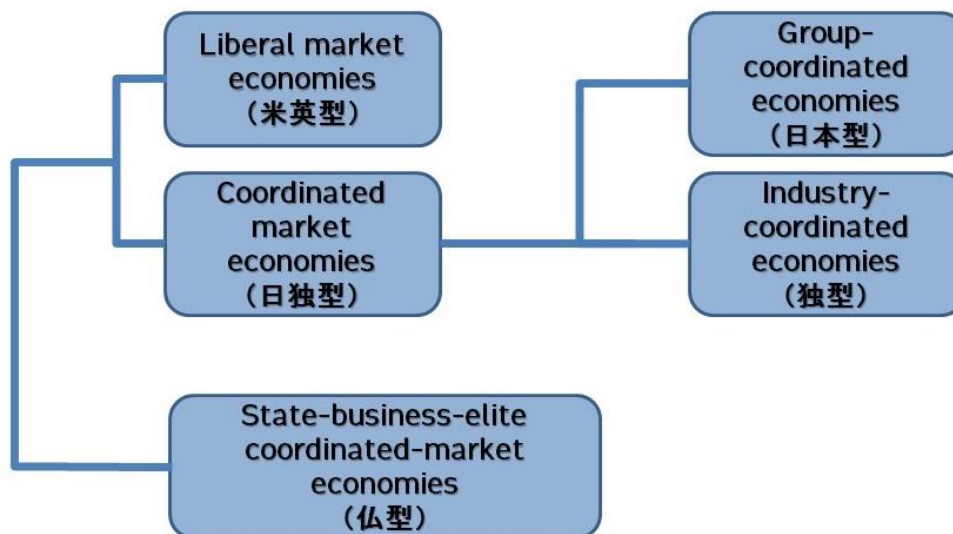 Liberal market
economies
（米英型）
Coordinated
market
economies
（日独型）
Group-
coordinated
economies
（日本型）
Industry-
coordinated
economies
（独型）
State-business-elite
coordinated-market
economies
（仏型）